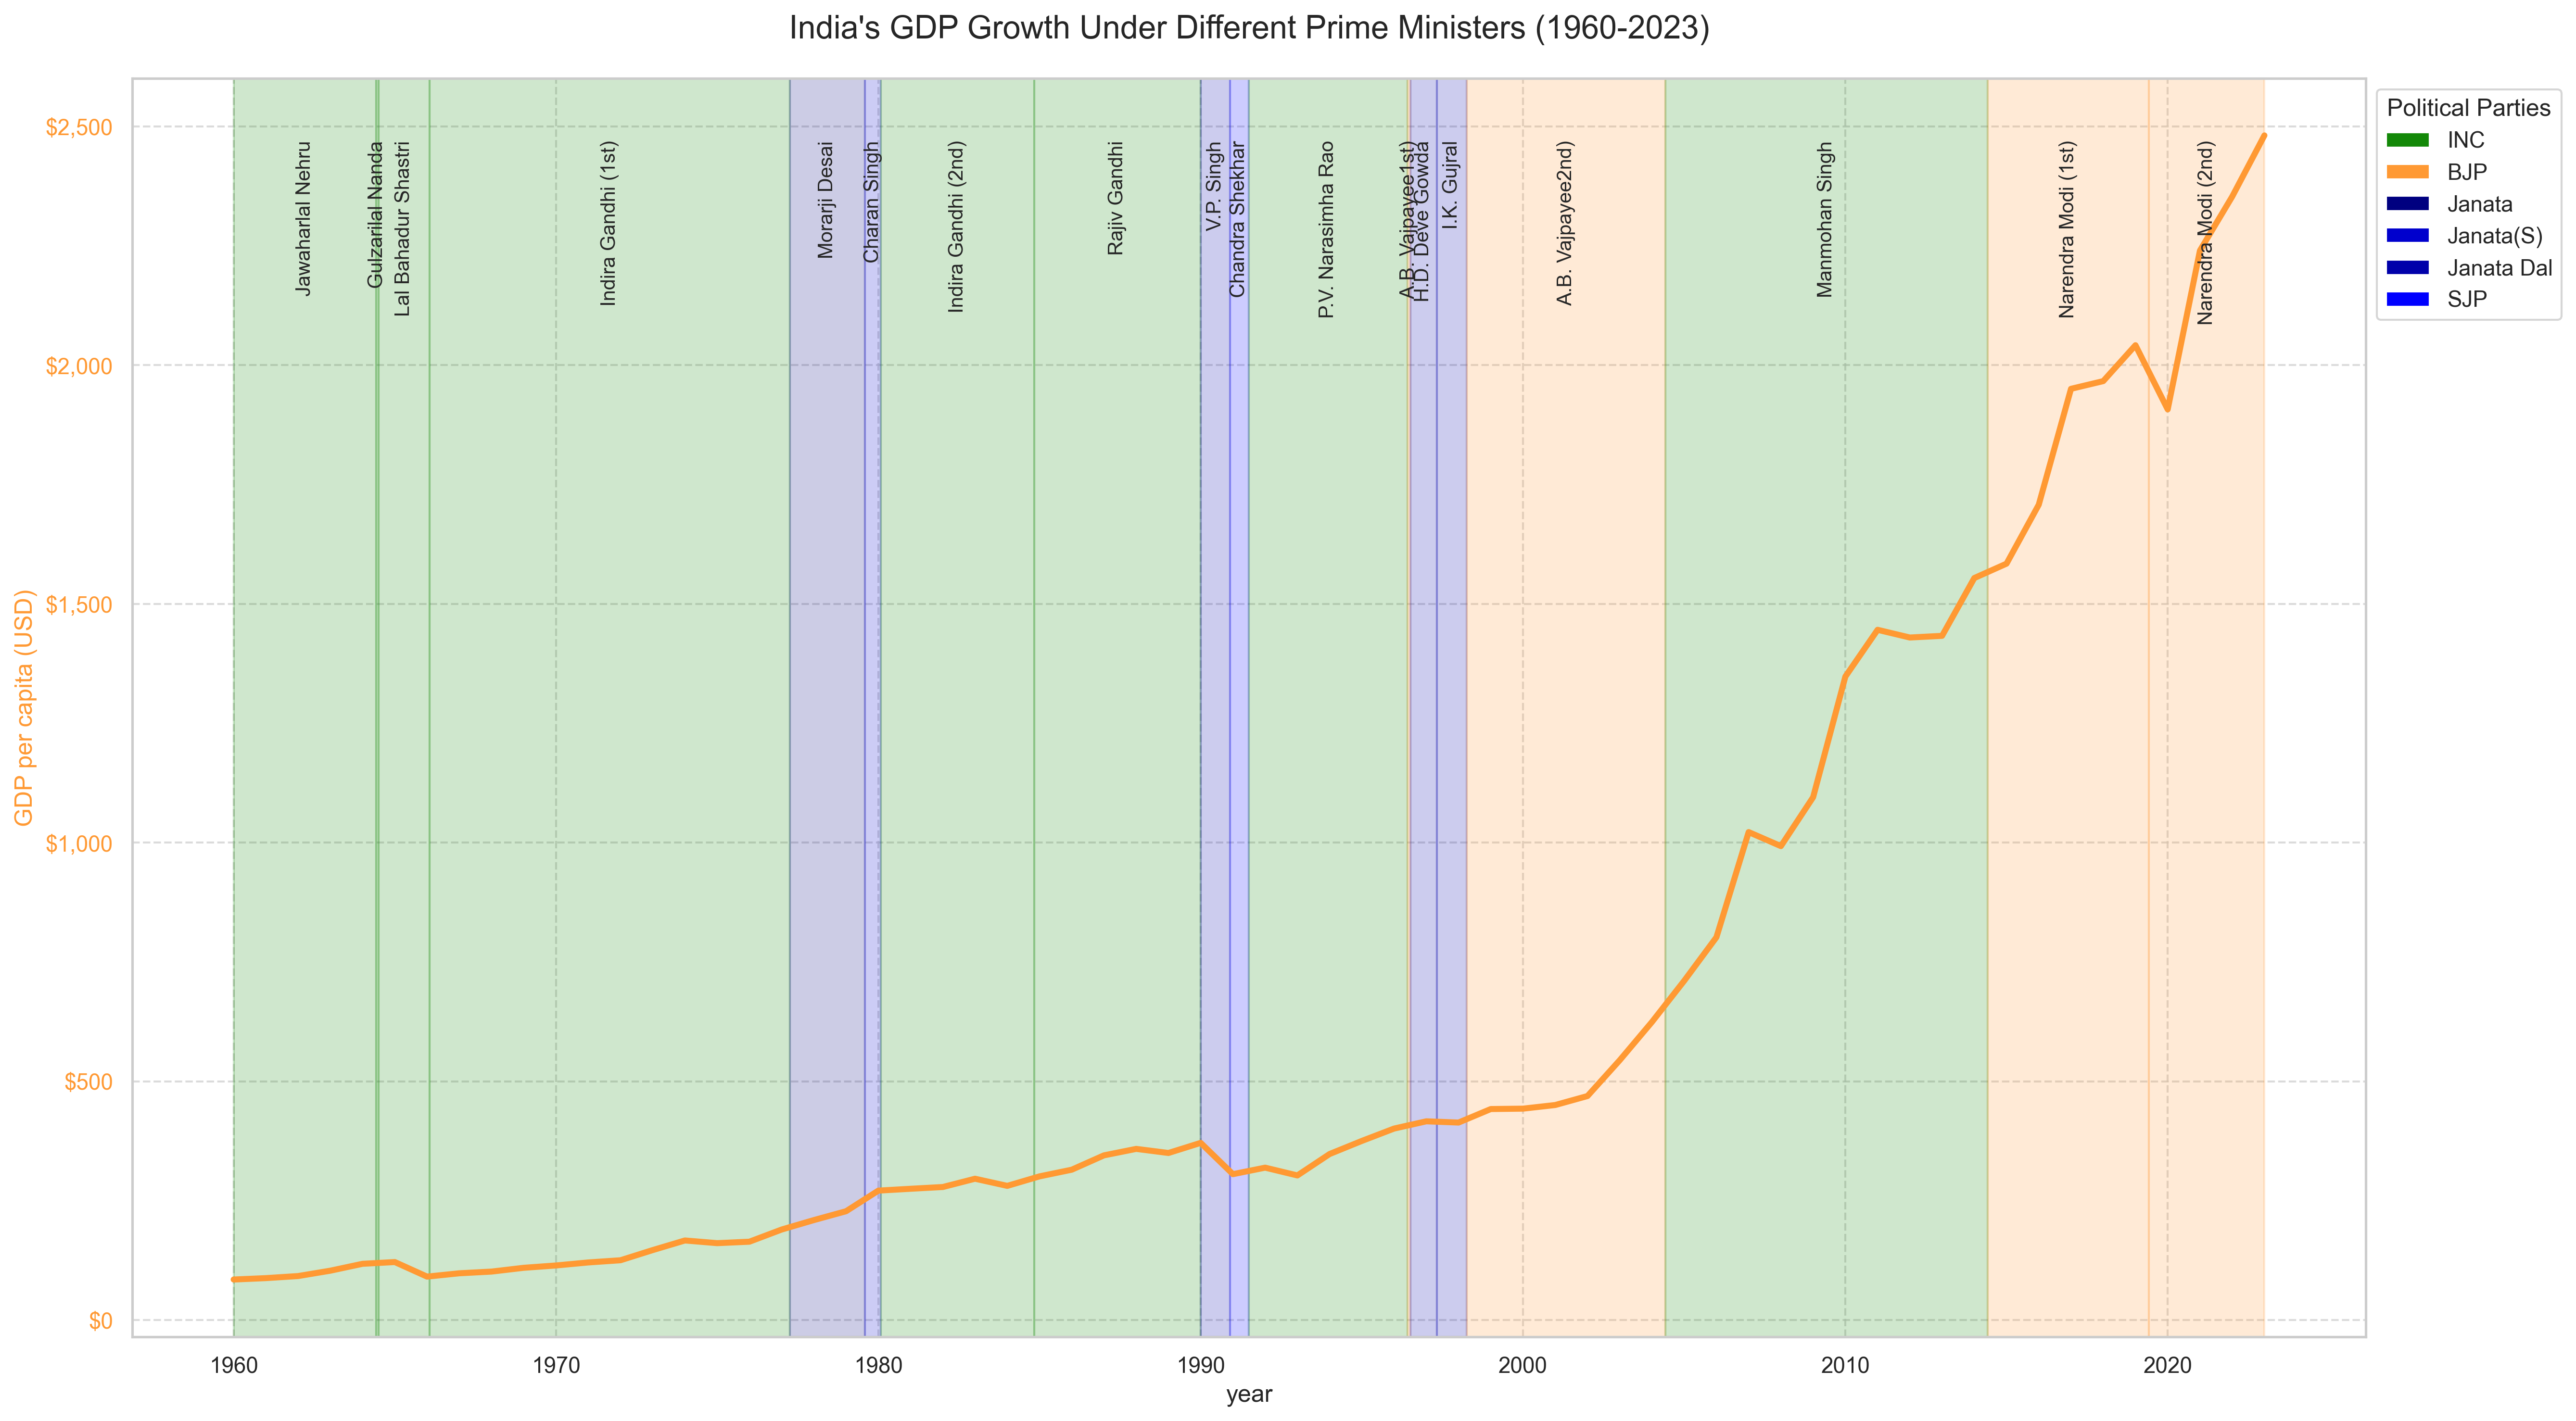 India's GDP Growth Under Different Prime Ministers (1960-2023)
$2,500
$2,000
$1,500
$1,000
$500
$0
GDP per capita (USD)
Jawaharlal Nehru
Gulzarilal Nanda
Lal Bahadur Shastri
Indira Gandhi (1st)
Morarji Desai
Charan Singh
Indira Gandhi (2nd)
Rajiv Gandhi
V.P. Singh
Chandra Shekhar
P.V. Narasimha Rao
A.B. Vajpayee1st)
H.D. Deve Gowda
I.K. Gujral
A.B. Vajpayee2nd)
Manmohan Singh
Narendra Modi (1st)
Narendra Modi (2nd)
Political Parties
INC
BJP
Janata
Janata(S)
Janata Dal
SJP
1960
1970
1980
1990
2000
2010
2020
year